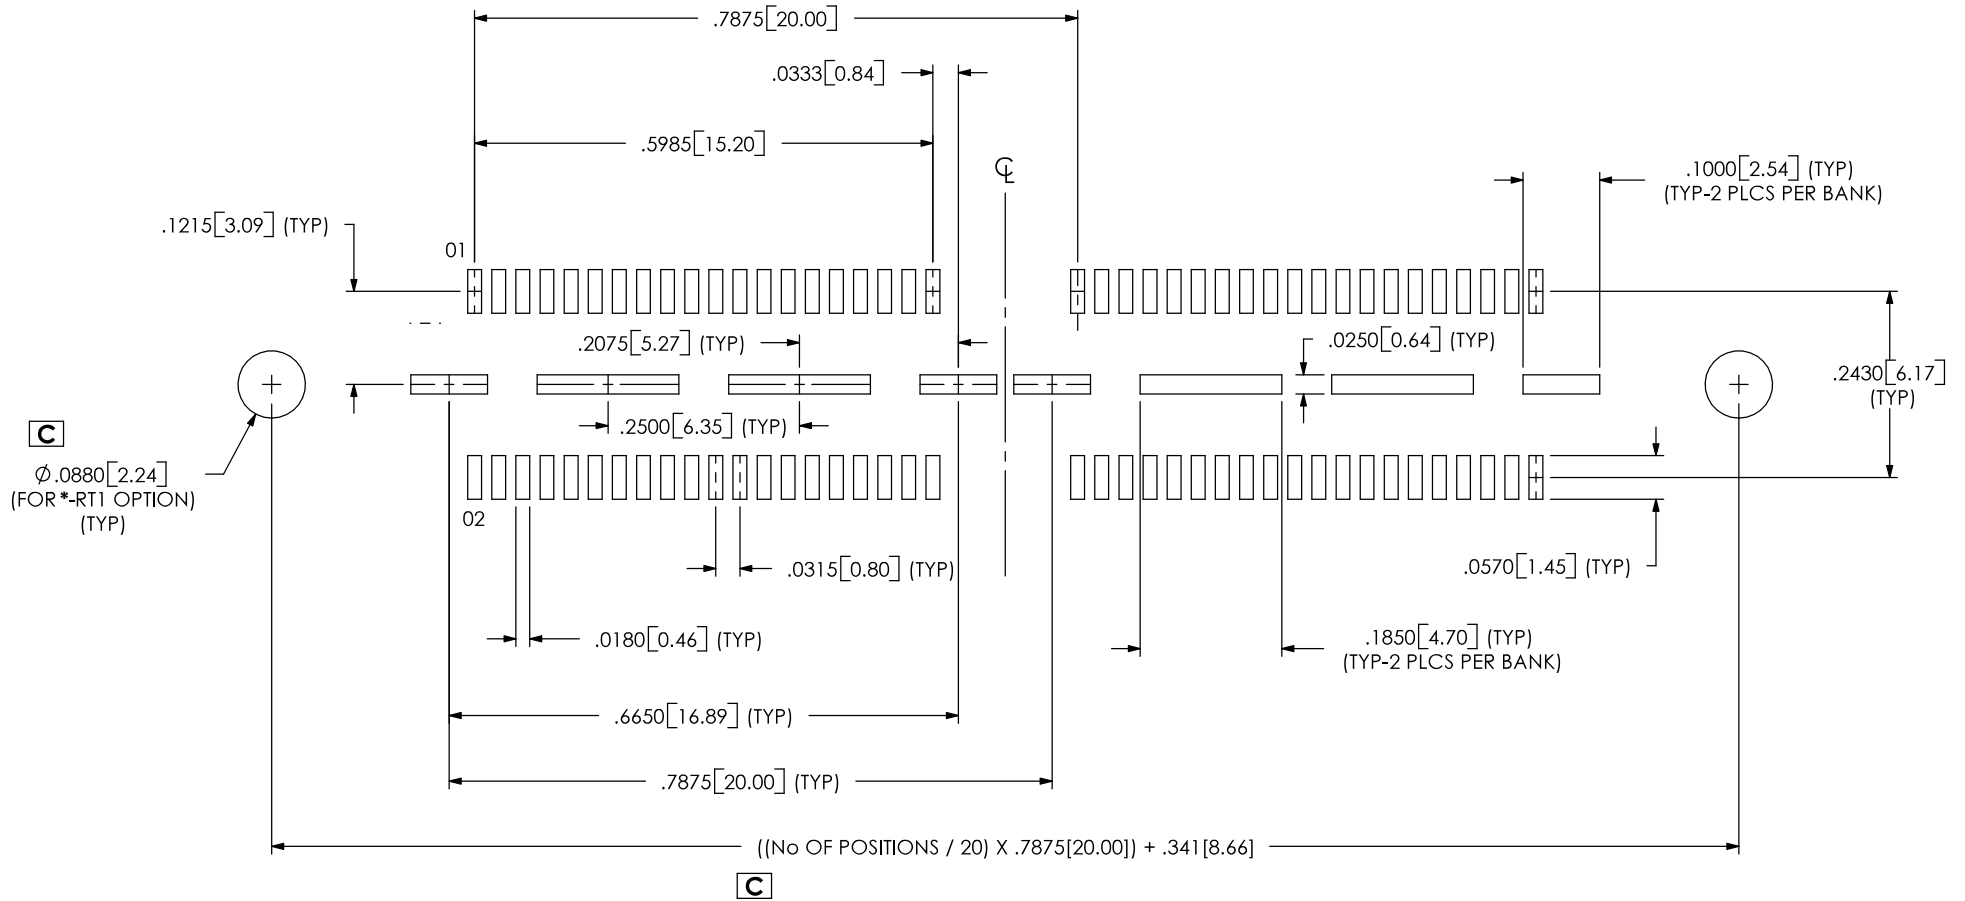 .7875[20.00]
.0333[0.84]
.5985[15.20]
℄
.1000[2.54] (TYP)
(TYP-2 PLCS PER BANK)
.1215[3.09] (TYP)
01
.2075[5.27] (TYP)
.0250[0.64] (TYP)
.2430[6.17]
(TYP)
.2500[6.35] (TYP)
C
Ø.0880[2.24]
(FOR *-RT1 OPTION)
(TYP)
02
.0315[0.80] (TYP)
.0570[1.45] (TYP)
.0180[0.46] (TYP)
.1850[4.70] (TYP)
(TYP-2 PLCS PER BANK)
.6650[16.89] (TYP)
.7875[20.00] (TYP)
((No OF POSITIONS / 20) X .7875[20.00]) + .341[8.66]
C